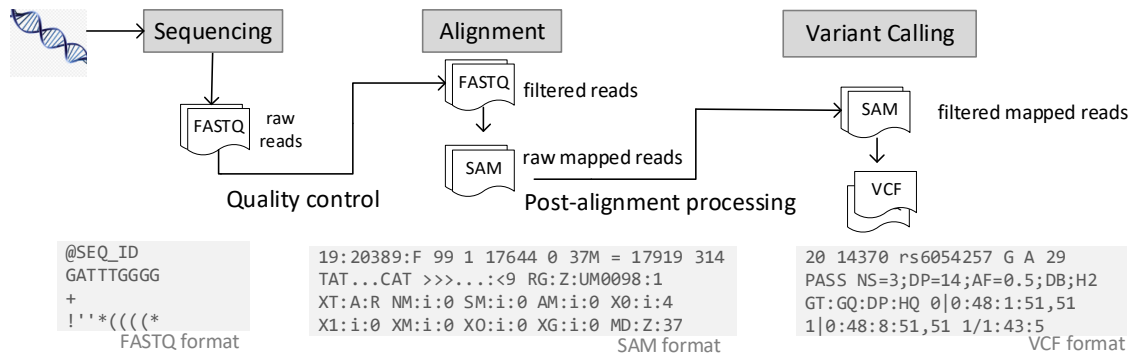 Sequencing
Alignment
Variant Calling
FASTQ
raw
reads
FASTQ
filtered reads
SAM
raw mapped reads
SAM
filtered mapped reads
VCF
Quality control
Post-alignment processing
@SEQ_ID
GATTTGGGG
+
!''*((((*
FASTQ format
19:20389:F 99 1 17644 0 37M = 17919 314
TAT...CAT >>>...:<9 RG:Z:UM0098:1
XT:A:R NM:i:0 SM:i:0 AM:i:0 X0:i:4
X1:i:0 XM:i:0 XO:i:0 XG:i:0 MD:Z:37
SAM format
20 14370 rs6054257 G A 29
PASS NS=3;DP=14;AF=0.5;DB;H2
GT:GQ:DP:HQ 0|0:48:1:51,51
1|0:48:8:51,51 1/1:43:5
VCF format